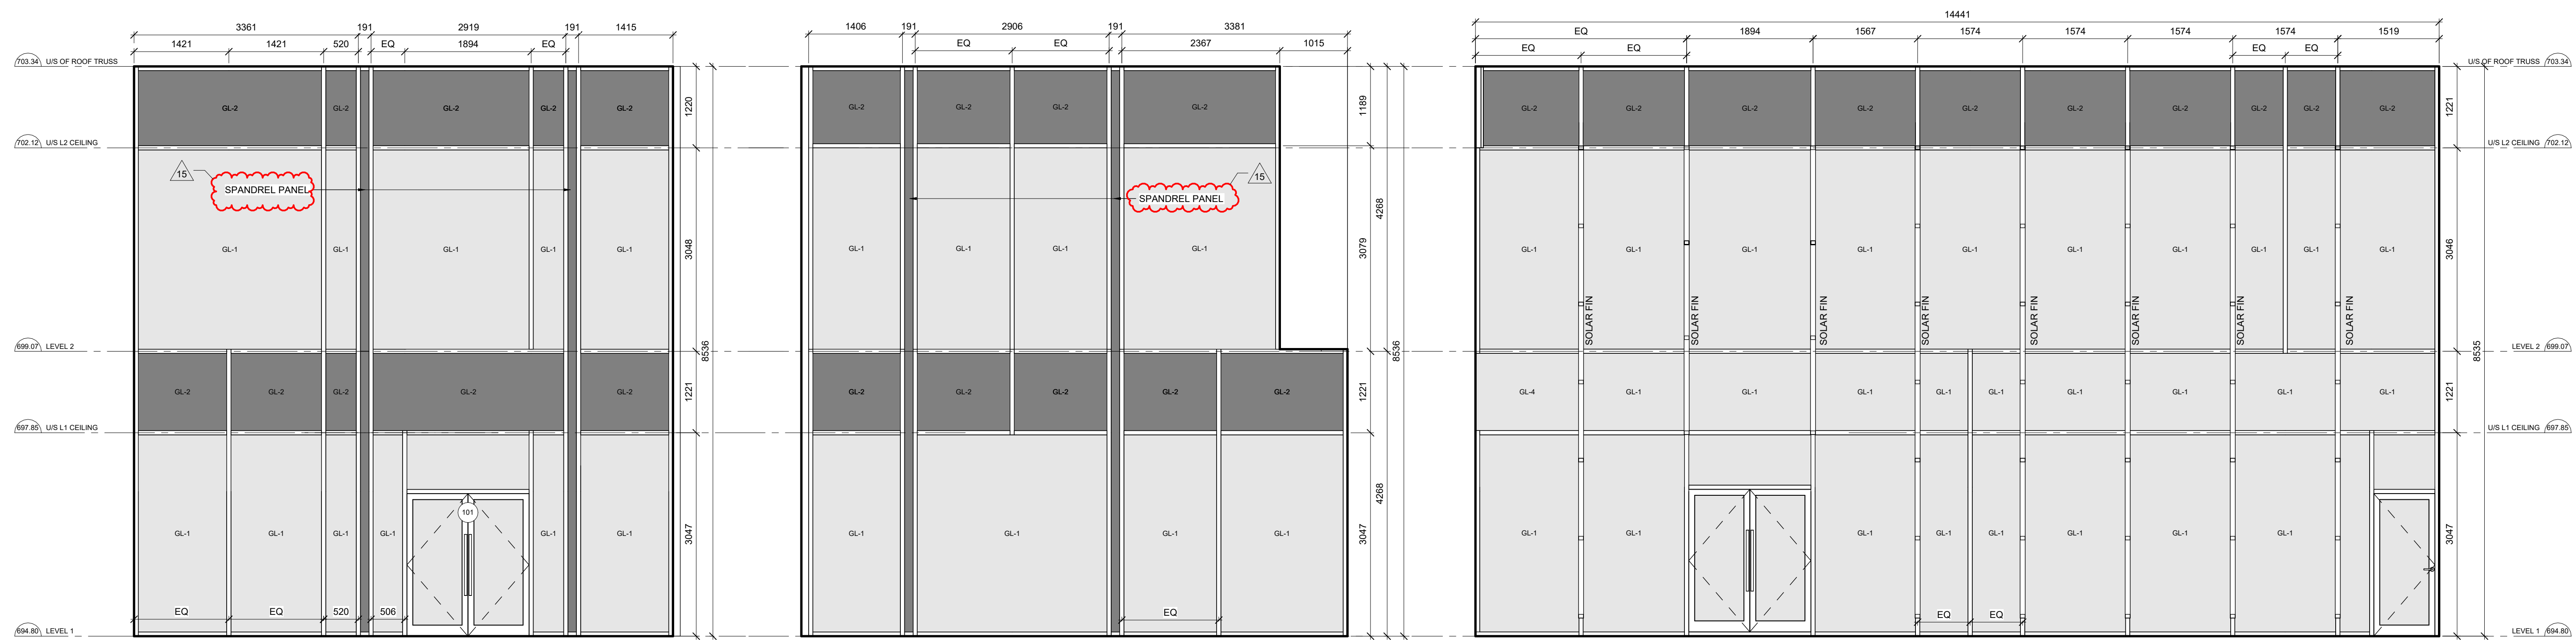 3361 191 2919 191 1415
1421 1421 520 EQ 1894 EQ
703.34 U/S OF ROOF TRUSS
GL-2 GL-2 GL-2 GL-2 GL-2
1220
702.12 U/S L2 CEILING
15
SPANDREL PANEL
GL-1 GL-1 GL-1 GL-1 GL-1
3048
699.07 LEVEL 2
8536
GL-2 GL-2 GL-2 GL-2 GL-2
1221
697.85 U/S L1 CEILING
101
GL-1 GL-1 GL-1 GL-1 GL-1 GL-1
3047
EQ EQ 520 506
694.80 LEVEL 1
1406 191 2906 191 3381
EQ EQ 2367 1015
GL-2 GL-2 GL-2 GL-2
1189
15
SPANDREL PANEL
4268
GL-1 GL-1 GL-1 GL-1
3079
8536
GL-2 GL-2 GL-2 GL-2 GL-2
1221
4268
GL-1 GL-1 GL-1 GL-1
3047
EQ
14441
EQ 1894 1567 1574 1574 1574 1574 1519
EQ EQ EQ EQ
U/S OF ROOF TRUSS 703.34
GL-2 GL-2 GL-2 GL-2 GL-2 GL-2 GL-2 GL-2 GL-2 GL-2
1221
U/S L2 CEILING 702.12
GL-1 GL-1 GL-1 GL-1 GL-1 GL-1 GL-1 GL-1 GL-1 GL-1
3046
SOLAR FIN SOLAR FIN SOLAR FIN SOLAR FIN SOLAR FIN SOLAR FIN SOLAR FIN SOLAR FIN
LEVEL 2 699.07
8535
GL-4 GL-1 GL-1 GL-1 GL-1 GL-1 GL-1 GL-1 GL-1 GL-1
1221
U/S L1 CEILING 697.85
GL-1 GL-1 GL-1 GL-1 GL-1 GL-1 GL-1 GL-1
3047
EQ EQ
LEVEL 1 694.80